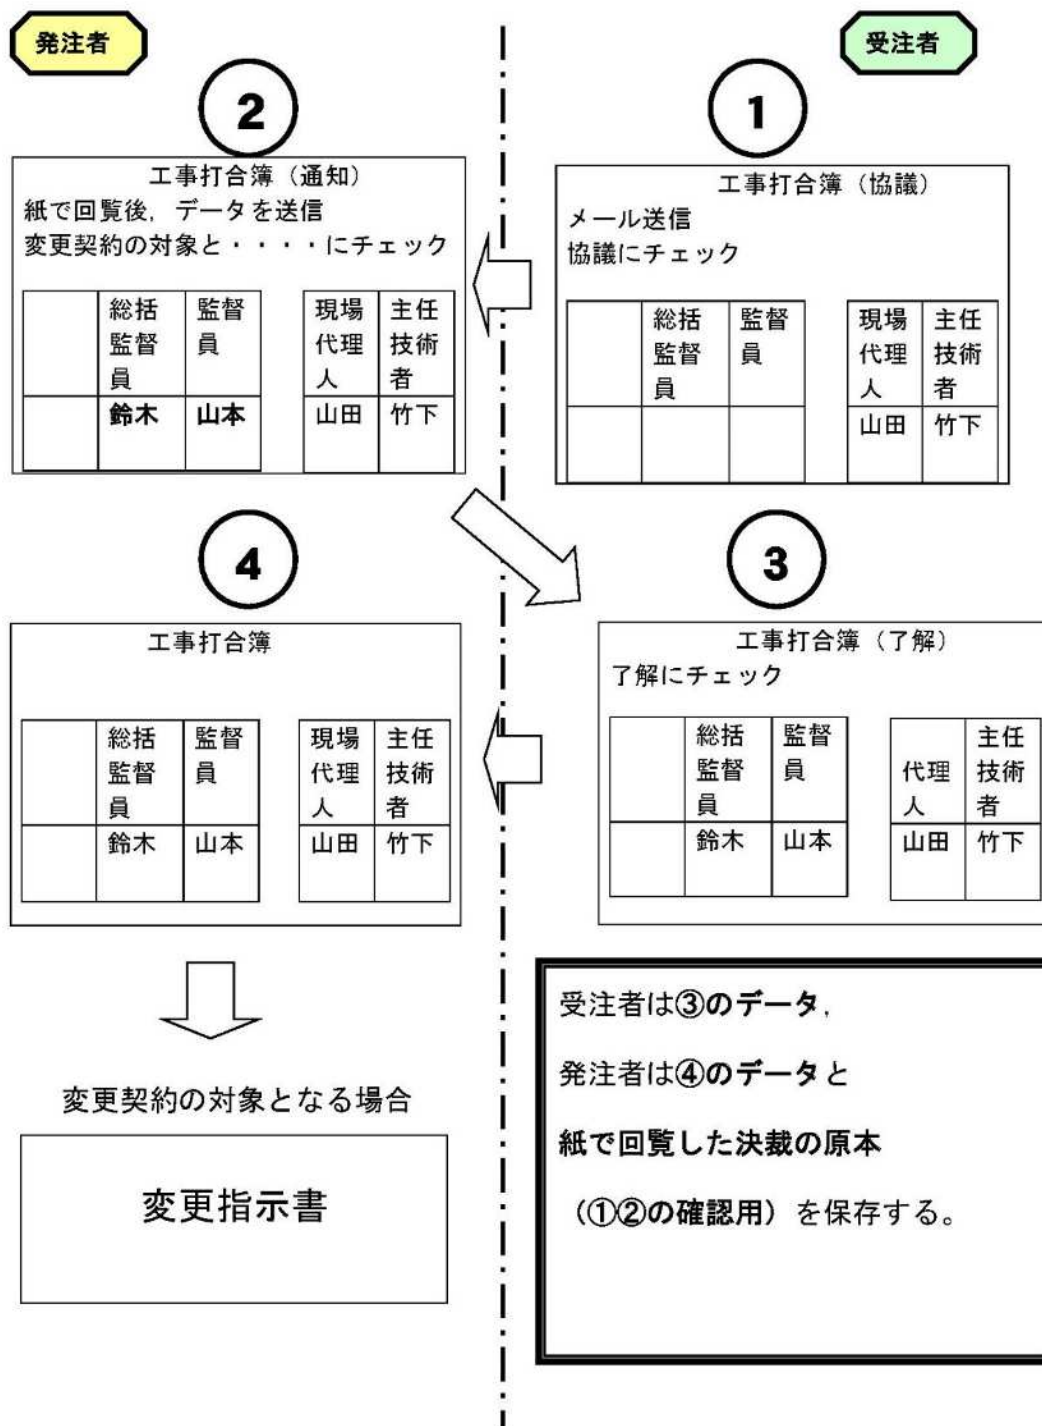 発注者
受注者
②
①
工事打合簿（通知）
紙で回覧後，データを送信
変更契約の対象と・・・・にチェック
総括 監督 現場 主任
監督 員 代理 技術
員 人 者
鈴木 山本 山田 竹下
工事打合簿（協議）
メール送信
協議にチェック
総括 監督 現場 主任
監督 員 代理 技術
員 人 者
山田 竹下
④
③
工事打合簿
総括 監督 現場 主任
監督 員 代理 技術
員 人 者
鈴木 山本 山田 竹下
工事打合簿（了解）
了解にチェック
総括 監督 主任
監督 員 代理 技術
員 人 者
鈴木 山本 山田 竹下
変更契約の対象となる場合
変更指示書
受注者は③のデータ，
発注者は④のデータと
紙で回覧した決裁の原本
（①②の確認用）を保存する。